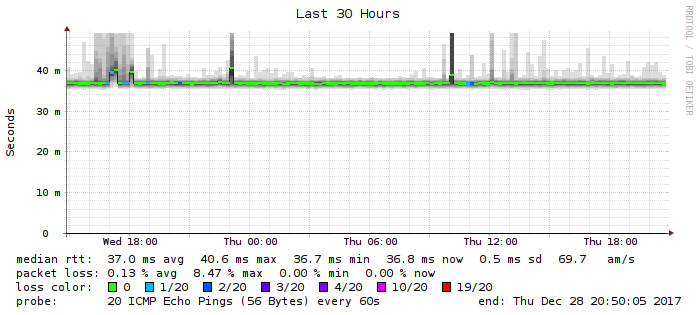 Last 30 Hours
RRDTOOL / TOBI OETIKER
Seconds
40 m
30 m
20 m
10 m
0
Wed 18:00 Thu 00:00 Thu 06:00 Thu 12:00 Thu 18:00
median rtt: 37.0 ms avg 40.6 ms max 36.7 ms min 36.8 ms now 0.5 ms sd 69.7 am/s
packet loss: 0.13 % avg 8.47 % max 0.00 % min 0.00 % now
loss color: 0 1/20 2/20 3/20 4/20 10/20 19/20
probe: 20 ICMP Echo Pings (56 Bytes) every 60s end: Thu Dec 28 20:50:05 2017